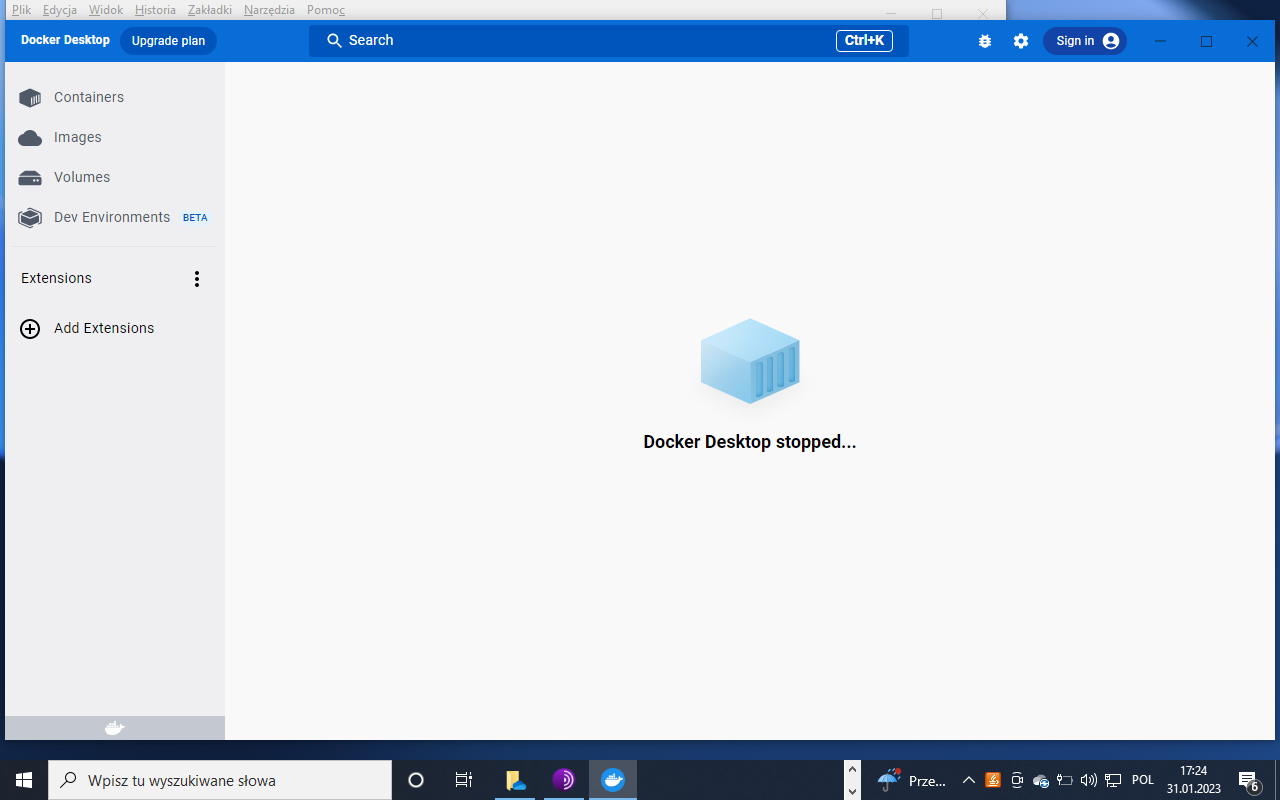 Plik Edycja Widok Historia Zakładki Narzędzia Pomoc
Docker Desktop Upgrade plan Search Ctrl+K Sign in
Containers
Images
Volumes
Dev Environments BETA
Extensions
Add Extensions
Docker Desktop stopped...
Wpisz tu wyszukiwane słowa
Prze...
POL
17:24
31.01.2023
6